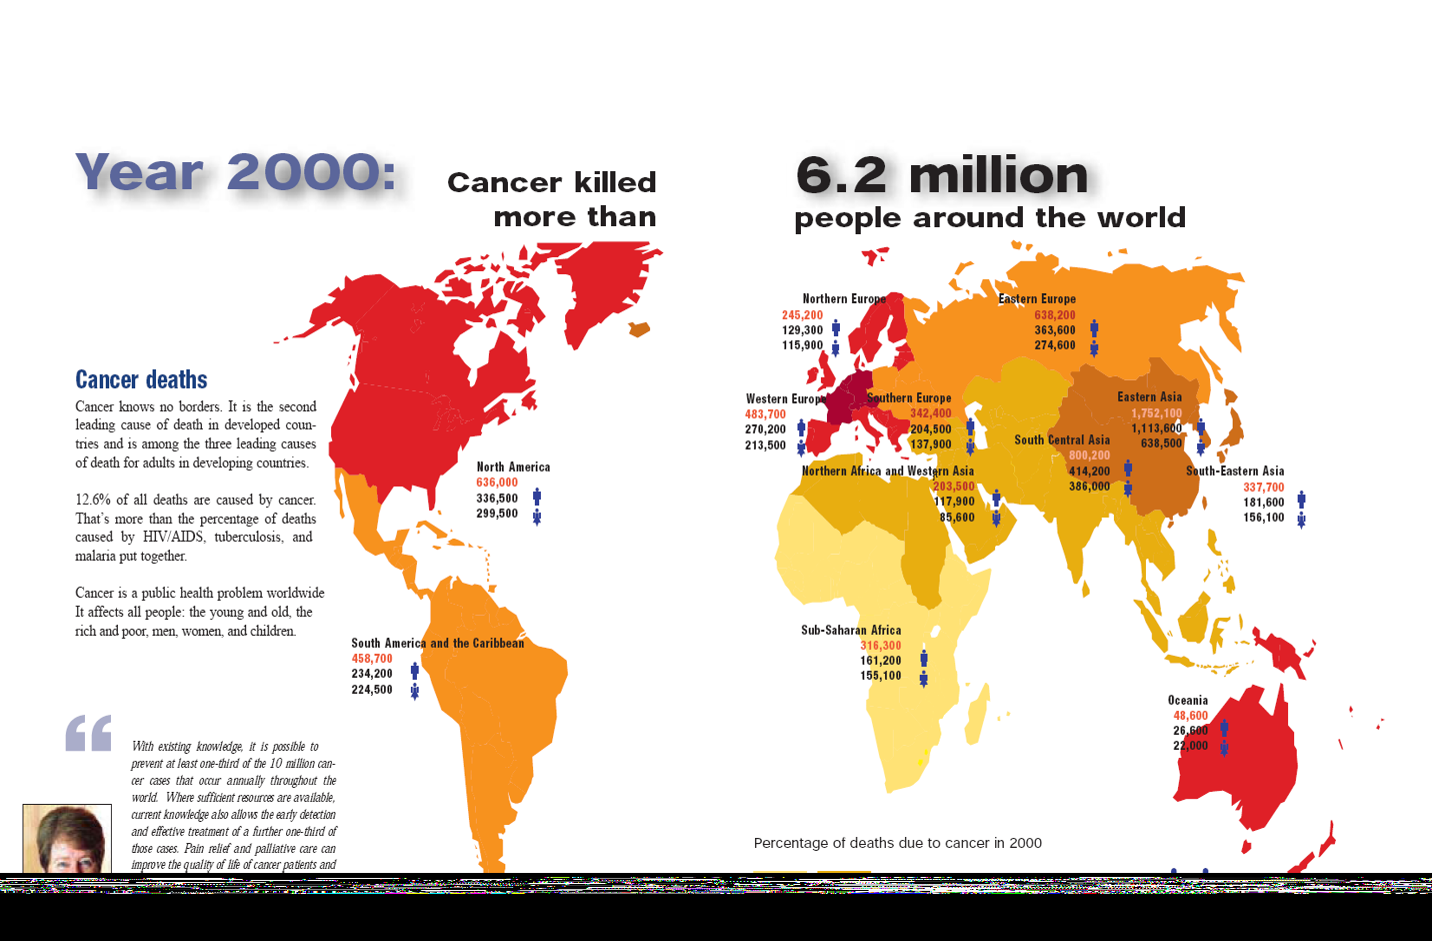 Year 2000:
Cancer killed
more than
6.2 million
people around the world
Cancer deaths
Cancer knows no borders. It is the second
leading cause of death in developed coun-
tries and is among the three leading causes
of death for adults in developing countries.
12.6% of all deaths are caused by cancer.
That's more than the percentage of deaths
caused by HIV/AIDS, tuberculosis, and
malaria put together.
Cancer is a public health problem worldwide
It affects all people: the young and old, the
rich and poor, men, women, and children.
“
With existing knowledge, it is possible to
prevent at least one-third of the 10 million can-
cer cases that occur annually throughout the
world. Where sufficient resources are available,
current knowledge also allows the early detection
and effective treatment of a further one-third of
those cases. Pain relief and palliative care can
improve the quality of life of cancer patients and
North America
636,000
336,500
299,500
South America and the Caribbean
458,700
234,200
224,500
Northern Europe
245,200
129,300
115,900
Eastern Europe
638,200
363,600
274,600
Western Europe
483,700
270,200
213,500
Southern Europe
342,400
204,500
137,900
Eastern Asia
1,752,100
1,113,600
638,500
South Central Asia
800,200
414,200
386,000
Northern Africa and Western Asia
203,500
117,900
85,600
South-Eastern Asia
337,700
181,600
156,100
Sub-Saharan Africa
316,300
161,200
155,100
Oceania
48,600
26,600
22,000
Percentage of deaths due to cancer in 2000